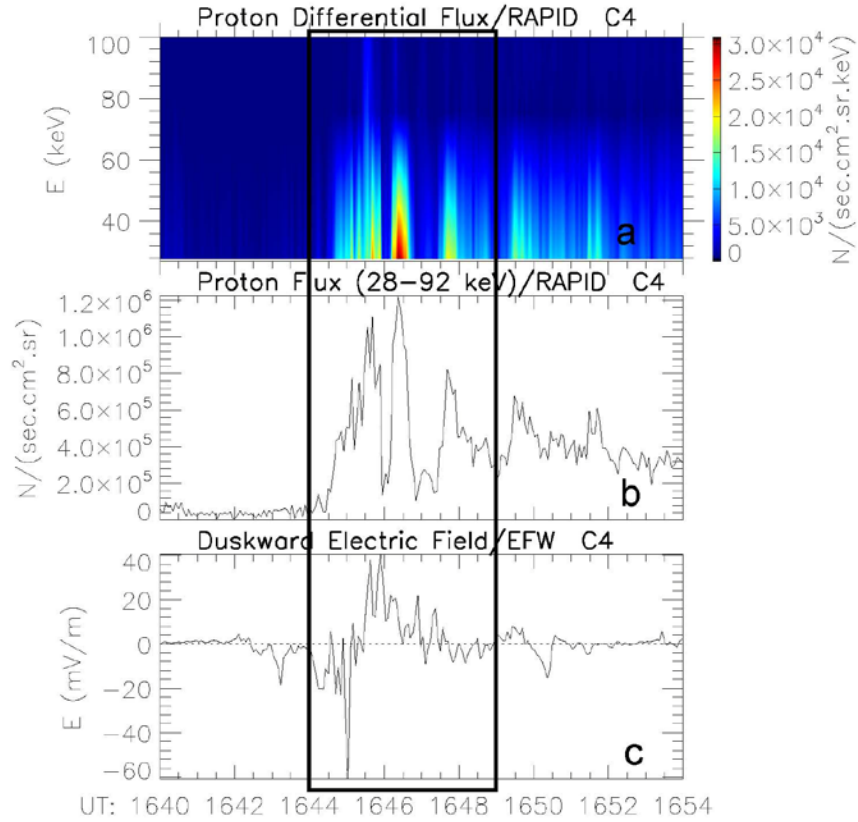 Proton Differential Flux/RAPID C4
100
80
60
40
E (keV)
3.0×10⁴
2.5×10⁴
2.0×10⁴
1.5×10⁴
1.0×10⁴
5.0×10³
0
N/(sec.cm².sr.keV)
a
Proton Flux (28–92 keV)/RAPID C4
1.2×10⁶
1.0×10⁶
8.0×10⁵
6.0×10⁵
4.0×10⁵
2.0×10⁵
0
N/(sec.cm².sr)
b
Duskward Electric Field/EFW C4
40
20
0
-20
-40
-60
E (mV/m)
c
UT: 1640 1642 1644 1646 1648 1650 1652 1654